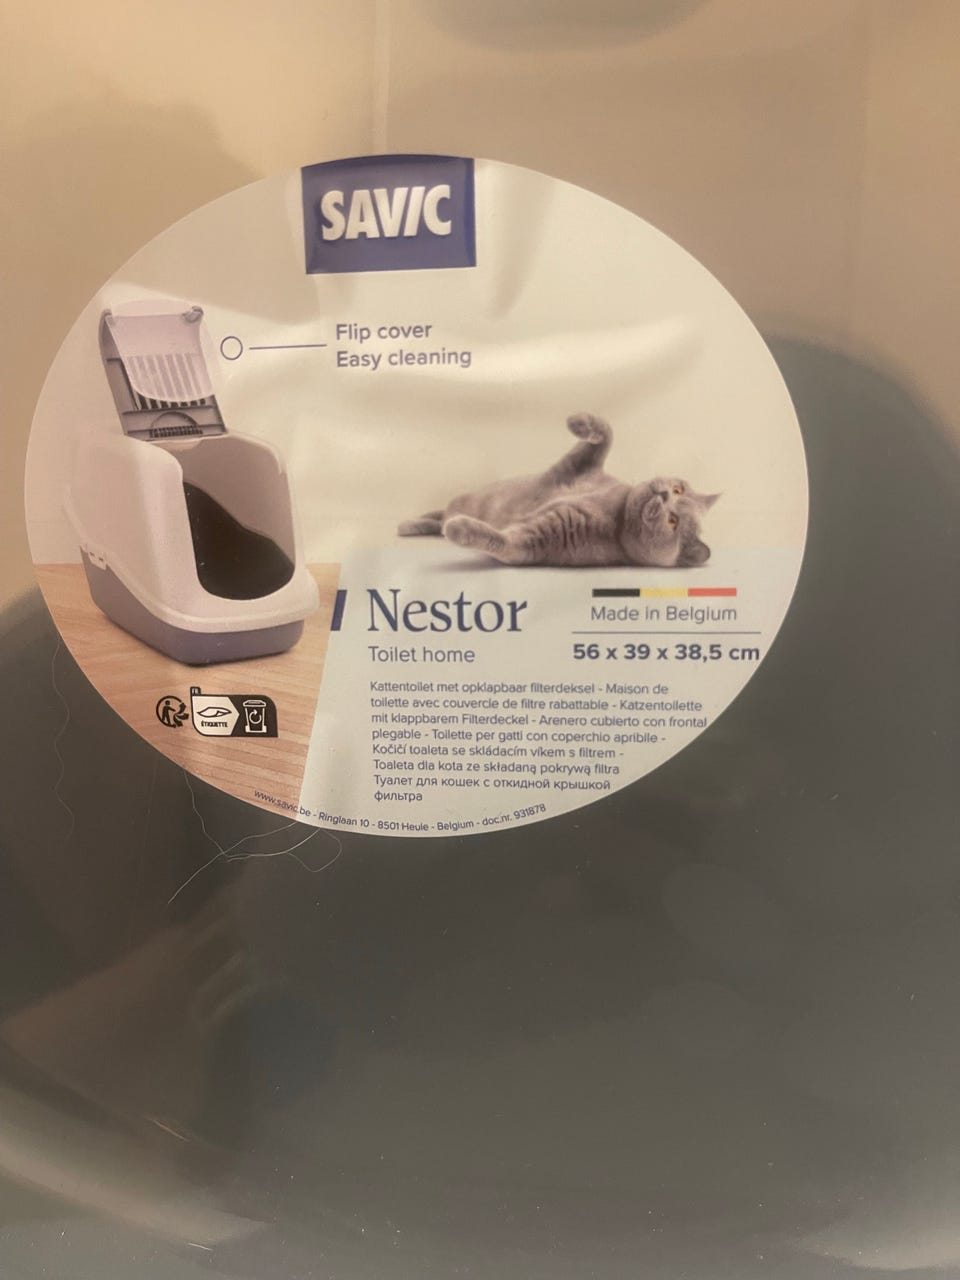 SAVIC
Flip cover
Easy cleaning
Nestor
Toilet home
Made in Belgium
56 x 39 x 38,5 cm
Kattentoilet met opklapbaar filterdeksel - Maison de
toilette avec couvercle de filtre rabattable - Katzentoilette
mit klappbarem Filterdeckel - Arenero cubierto con frontal
plegable - Toilette per gatti con coperchio apribile -
Kočičí toaleta se skládacím víkem s filtrem -
Toaleta dla kota ze składaną pokrywą filtra
Туалет для кошек с откидной крышкой
фильтра
FR
ÉTIQUETTE
www.savic.be - Ringlaan 10 - 8501 Heule - Belgium - doc.nr. 931878